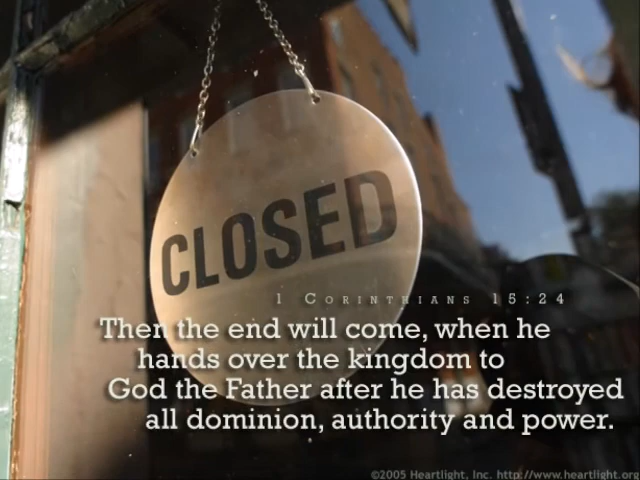 CLOSED
1 Corinthians 15:24
Then the end will come, when he
hands over the kingdom to
God the Father after he has destroyed
all dominion, authority and power.
©2005 Heartlight, Inc. http://www.heartlight.org